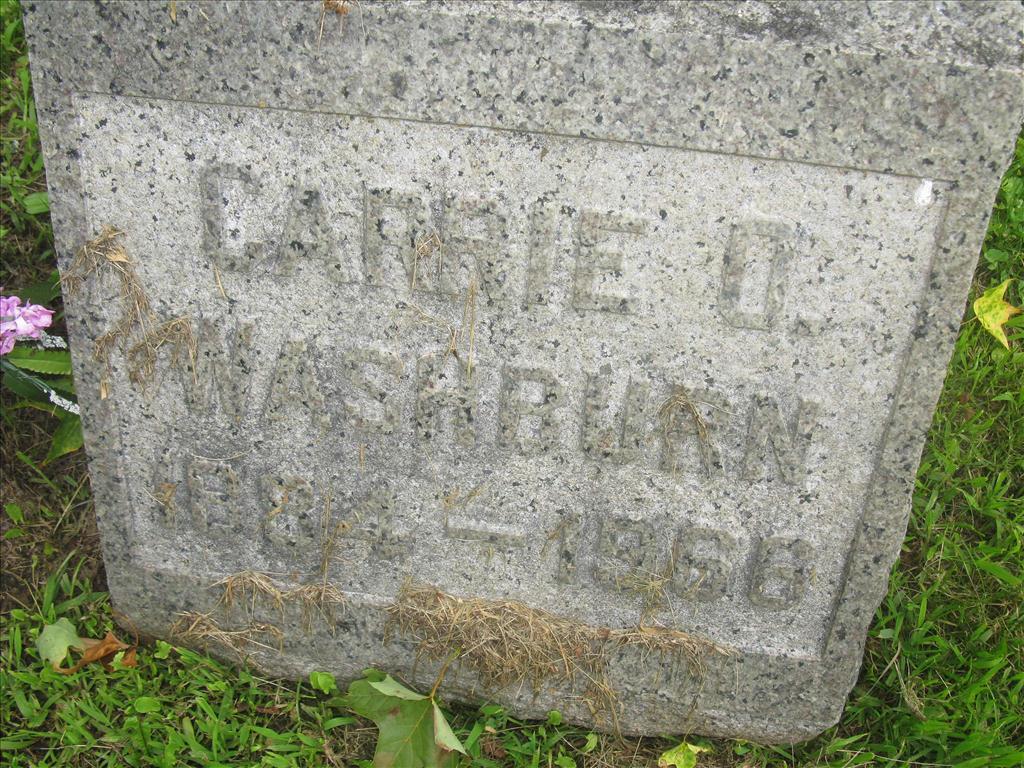 CARRIE O.
WASHBURN
1884 – 1966